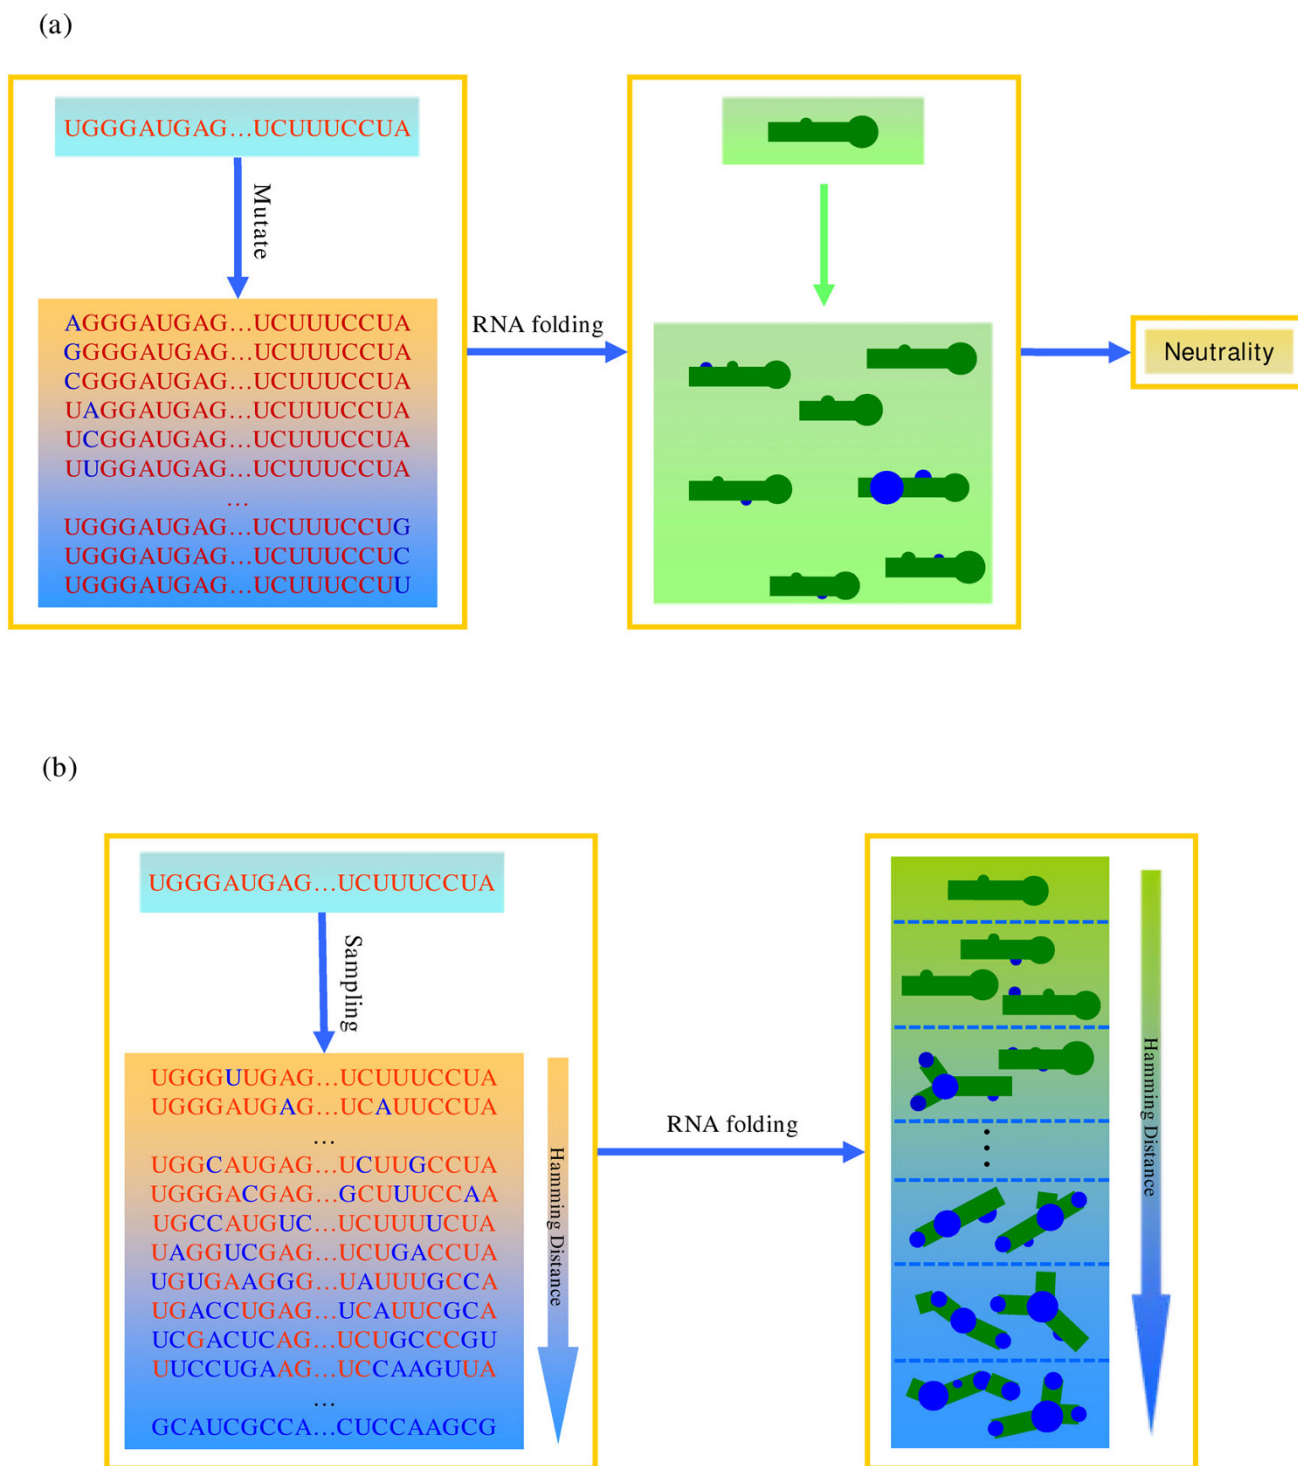 (a)
UGGGAUGAG...UCUUUCCUA
Mutate
AGGGAUGAG...UCUUUCCUA
GGGGAUGAG...UCUUUCCUA
CGGGAUGAG...UCUUUCCUA
UAGGAUGAG...UCUUUCCUA
UCGGAUGAG...UCUUUCCUA
UUGGAUGAG...UCUUUCCUA
...
UGGGAUGAG...UCUUUCCUG
UGGGAUGAG...UCUUUCCUC
UGGGAUGAG...UCUUUCCUU
RNA folding
Neutrality
(b)
UGGGAUGAG...UCUUUCCUA
Sampling
UGGGUUGAG...UCUUUCCUA
UGGGAUGAG...UCAUUCCUA
...
UGGCAUGAG...UCUUGCCUA
UGGGACGAG...GCUUUCCAA
UGCCAUGUC...UCUUUUCUA
UAGGUCGAG...UCUGACCUA
UGUGAAGGG...UAUUUGCCA
UGACCUGAG...UCAUUCGCA
UCGACUCAG...UCUGCCCGU
UUCCUGAAG...UCCAAGUUA
...
GCAUCGCCA...CUCCAAGCG
Hamming Distance
RNA folding
Hamming Distance